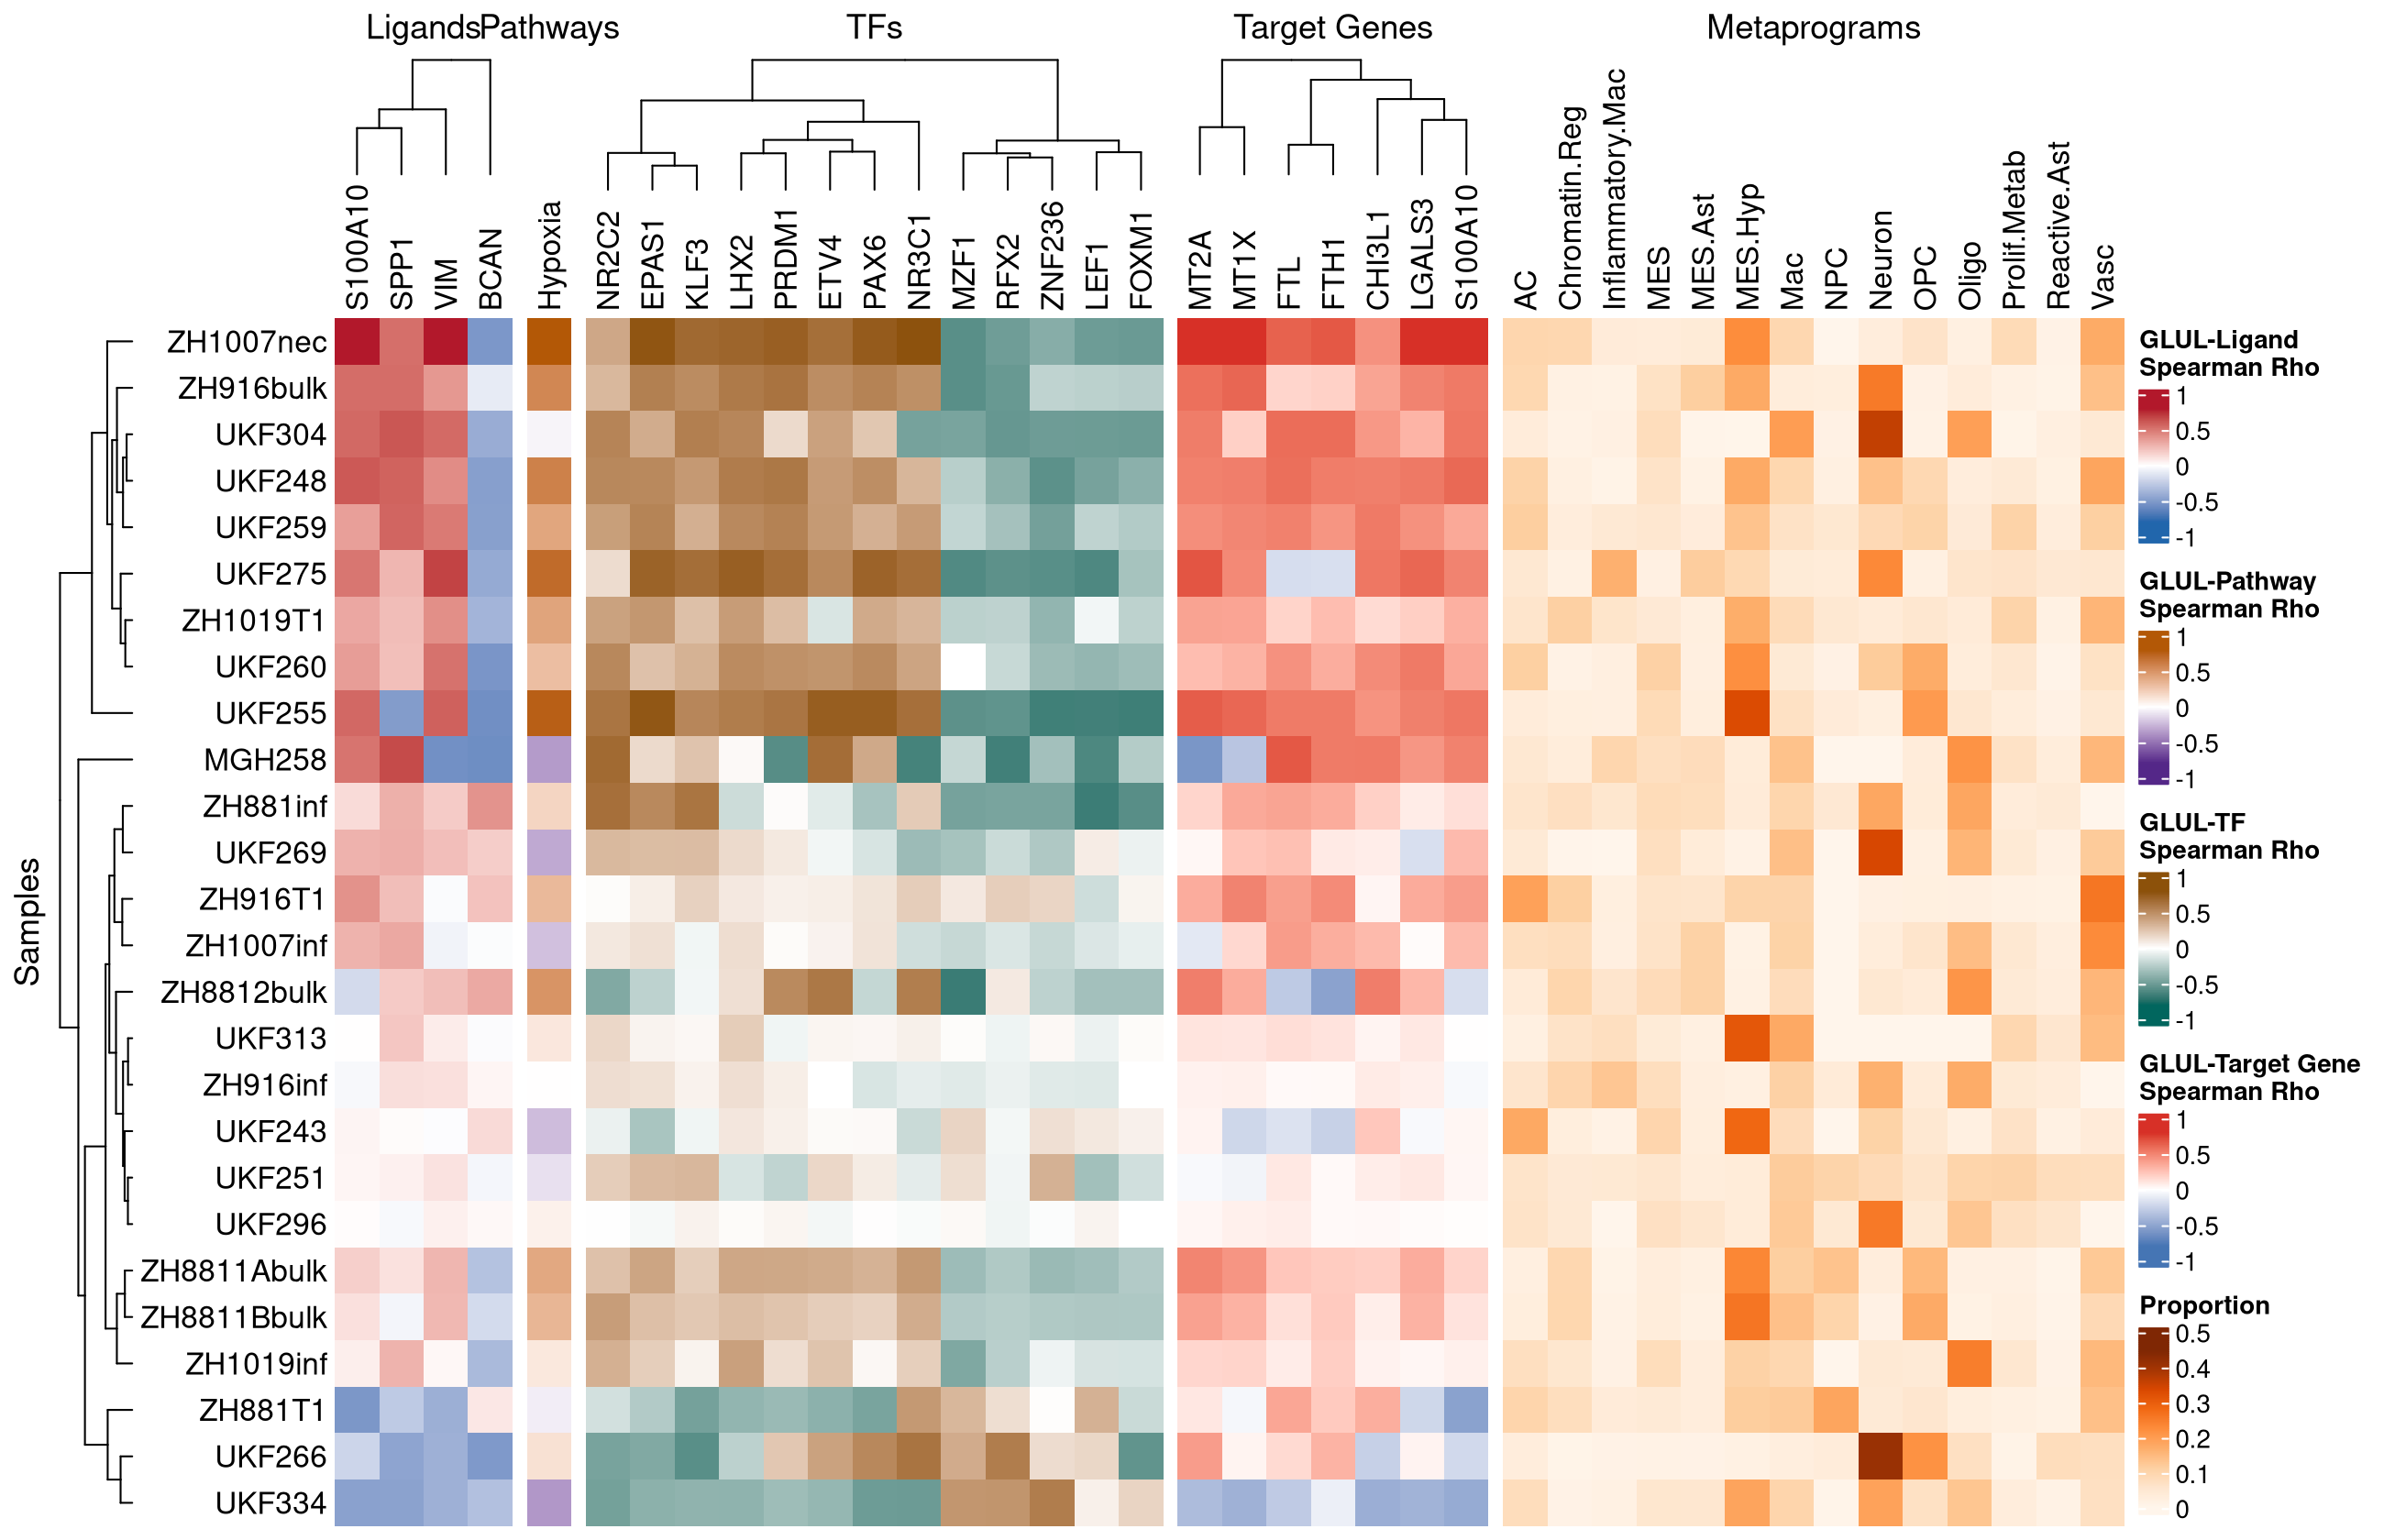 Ligands Pathways TFs Target Genes Metaprograms
S100A10 SPP1 VIM BCAN Hypoxia NR2C2 EPAS1 KLF3 LHX2 PRDM1 ETV4 PAX6 NR3C1 MZF1 RFX2 ZNF236 LEF1 FOXM1 MT2A MT1X FTL FTH1 CHI3L1 LGALS3 S100A10 AC Chromatin.Reg Inflammatory.Mac MES MES.Ast MES.Hyp Mac NPC Neuron OPC Oligo Prolif.Metab Reactive.Ast Vasc
Samples
ZH1007nec
ZH916bulk
UKF304
UKF248
UKF259
UKF275
ZH1019T1
UKF260
UKF255
MGH258
ZH881inf
UKF269
ZH916T1
ZH1007inf
ZH8812bulk
UKF313
ZH916inf
UKF243
UKF251
UKF296
ZH8811Abulk
ZH8811Bbulk
ZH1019inf
ZH881T1
UKF266
UKF334
GLUL-Ligand
Spearman Rho
1
0.5
0
-0.5
-1
GLUL-Pathway
Spearman Rho
1
0.5
0
-0.5
-1
GLUL-TF
Spearman Rho
1
0.5
0
-0.5
-1
GLUL-Target Gene
Spearman Rho
1
0.5
0
-0.5
-1
Proportion
0.5
0.4
0.3
0.2
0.1
0